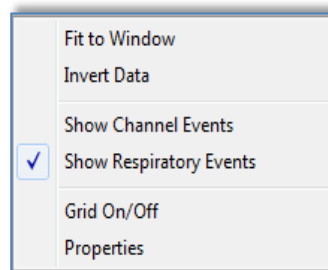 Fit to Window
Invert Data
Show Channel Events
Show Respiratory Events
Grid On/Off
Properties